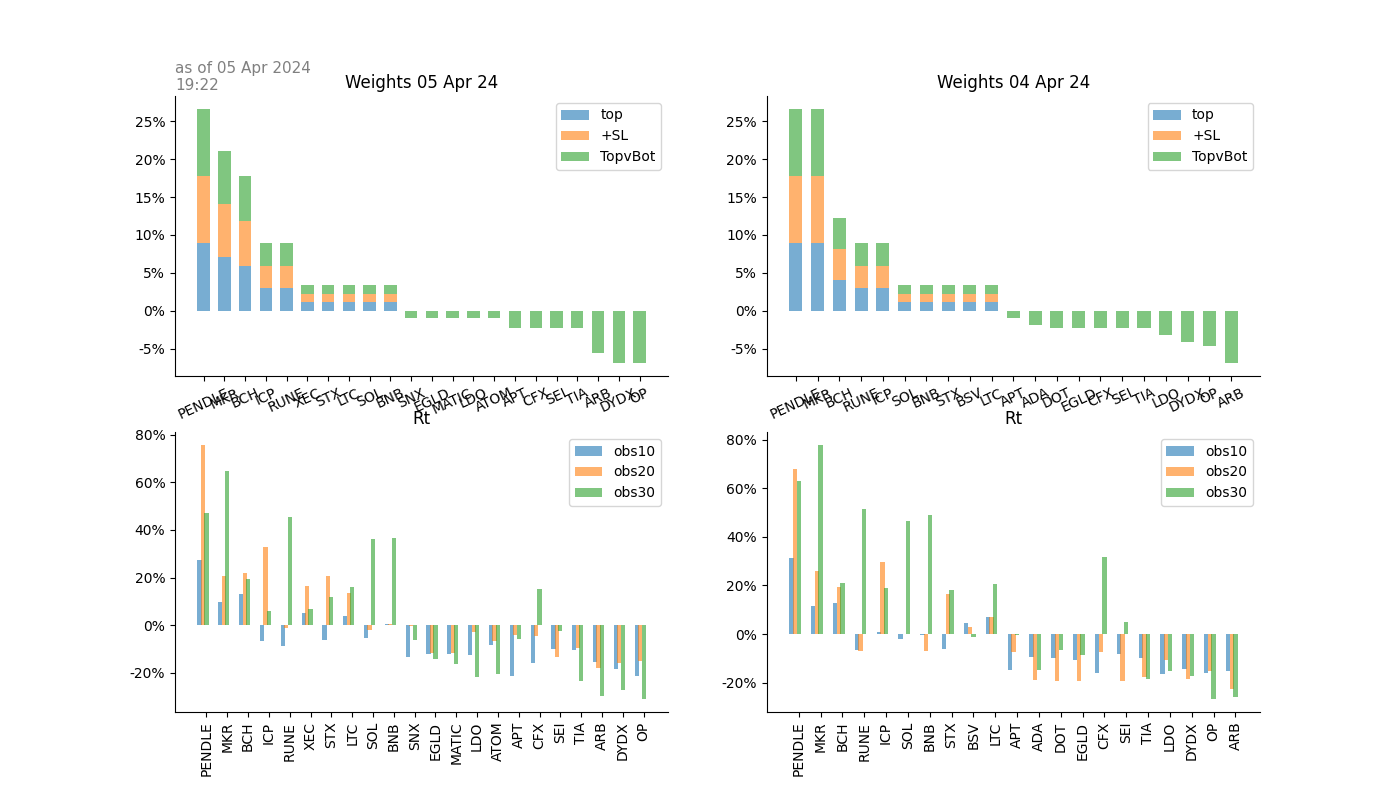 as of 05 Apr 2024
19:22
Weights 05 Apr 24
25%
20%
15%
10%
5%
0%
-5%
top
+SL
TopvBot
PENDLE MKR BCH ICP RUNE XEC STX LTC SOL BNB SNX EGLD MATIC LDO ATOM APT CFX SEI TIA ARB DYDX OP
Weights 04 Apr 24
25%
20%
15%
10%
5%
0%
-5%
top
+SL
TopvBot
PENDLE MKR BCH RUNE ICP SOL BNB STX BSV LTC APT ADA DOT EGLD CFX SEI TIA LDO DYDX OP ARB
Rt
80%
60%
40%
20%
0%
-20%
obs10
obs20
obs30
PENDLE MKR BCH ICP RUNE XEC STX LTC SOL BNB SNX EGLD MATIC LDO ATOM APT CFX SEI TIA ARB DYDX OP
Rt
80%
60%
40%
20%
0%
-20%
obs10
obs20
obs30
PENDLE MKR BCH RUNE ICP SOL BNB STX BSV LTC APT ADA DOT EGLD CFX SEI TIA LDO DYDX OP ARB